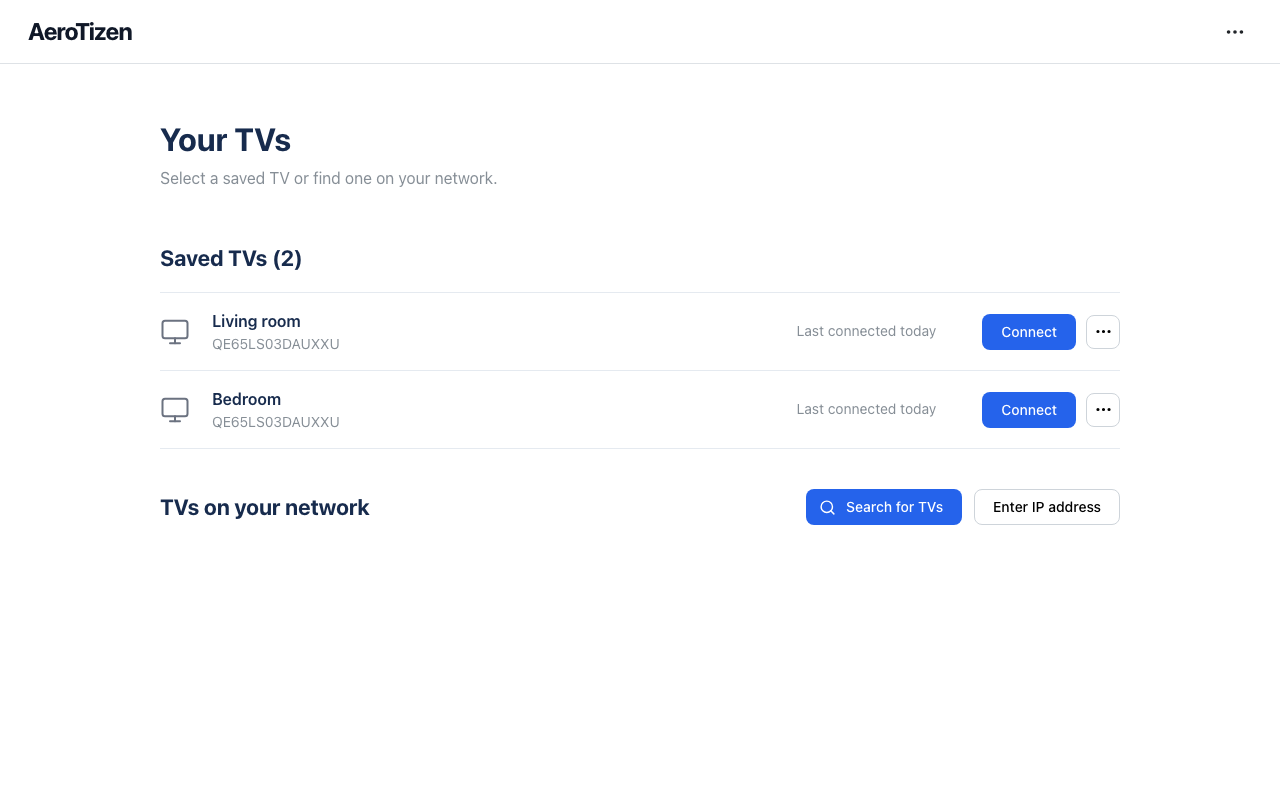 AeroTizen
Your TVs
Select a saved TV or find one on your network.
Saved TVs (2)
Living room
QE65LS03DAUXXU
Last connected today
Connect
Bedroom
QE65LS03DAUXXU
Last connected today
Connect
TVs on your network
Search for TVs
Enter IP address